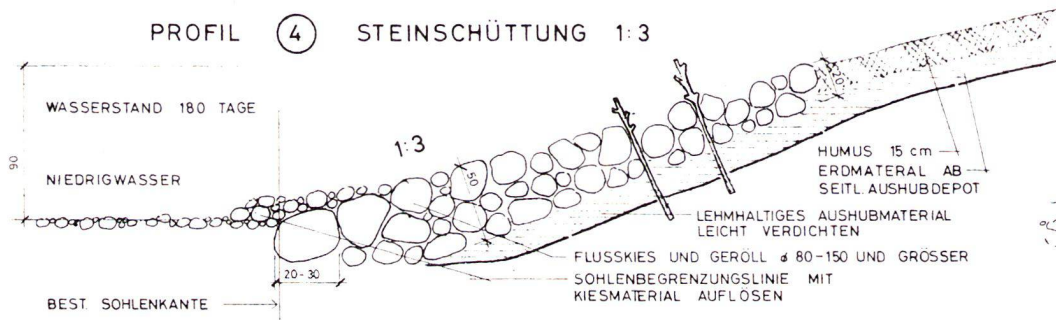 PROFIL 4 STEINSCHÜTTUNG 1:3
20
WASSERSTAND 180 TAGE
1:3
90
NIEDRIGWASSER
50
HUMUS 15 cm
ERDMATERAL AB
SEITL. AUSHUBDEPOT
LEHMHALTIGES AUSHUBMATERIAL
LEICHT VERDICHTEN
FLUSSKIES UND GERÖLL ø 80-150 UND GRÖSSER
20-30
SOHLENBEGRENZUNGSLINIE MIT
KIESMATERIAL AUFLÖSEN
BEST. SOHLENKANTE